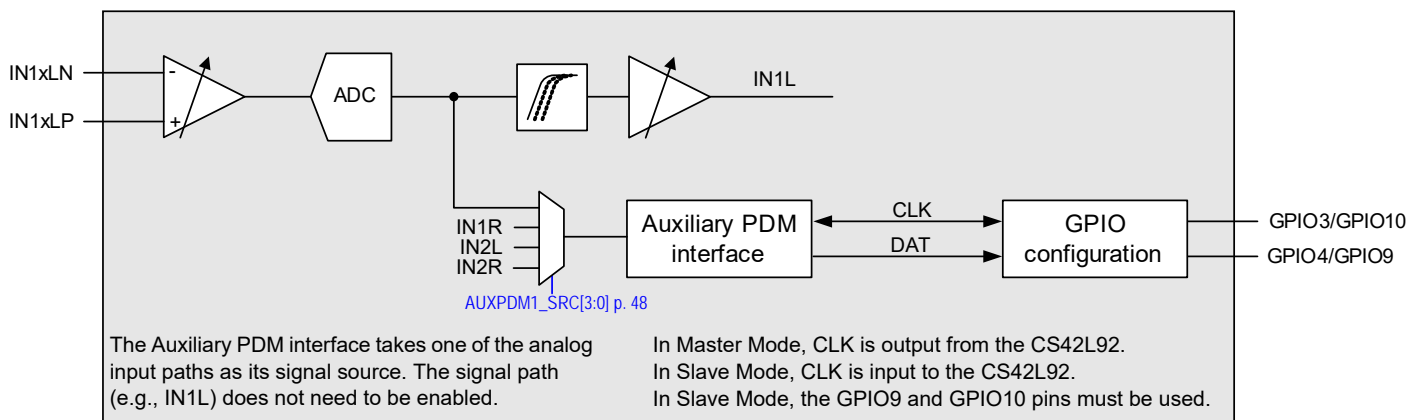 IN1xLN
IN1xLP
-
+
ADC
IN1L
IN1R
IN2L
IN2R
AUXPDM1_SRC[3:0] p. 48
Auxiliary PDM
interface
CLK
DAT
GPIO
configuration
GPIO3/GPIO10
GPIO4/GPIO9
The Auxiliary PDM interface takes one of the analog
input paths as its signal source. The signal path
(e.g., IN1L) does not need to be enabled.
In Master Mode, CLK is output from the CS42L92.
In Slave Mode, CLK is input to the CS42L92.
In Slave Mode, the GPIO9 and GPIO10 pins must be used.